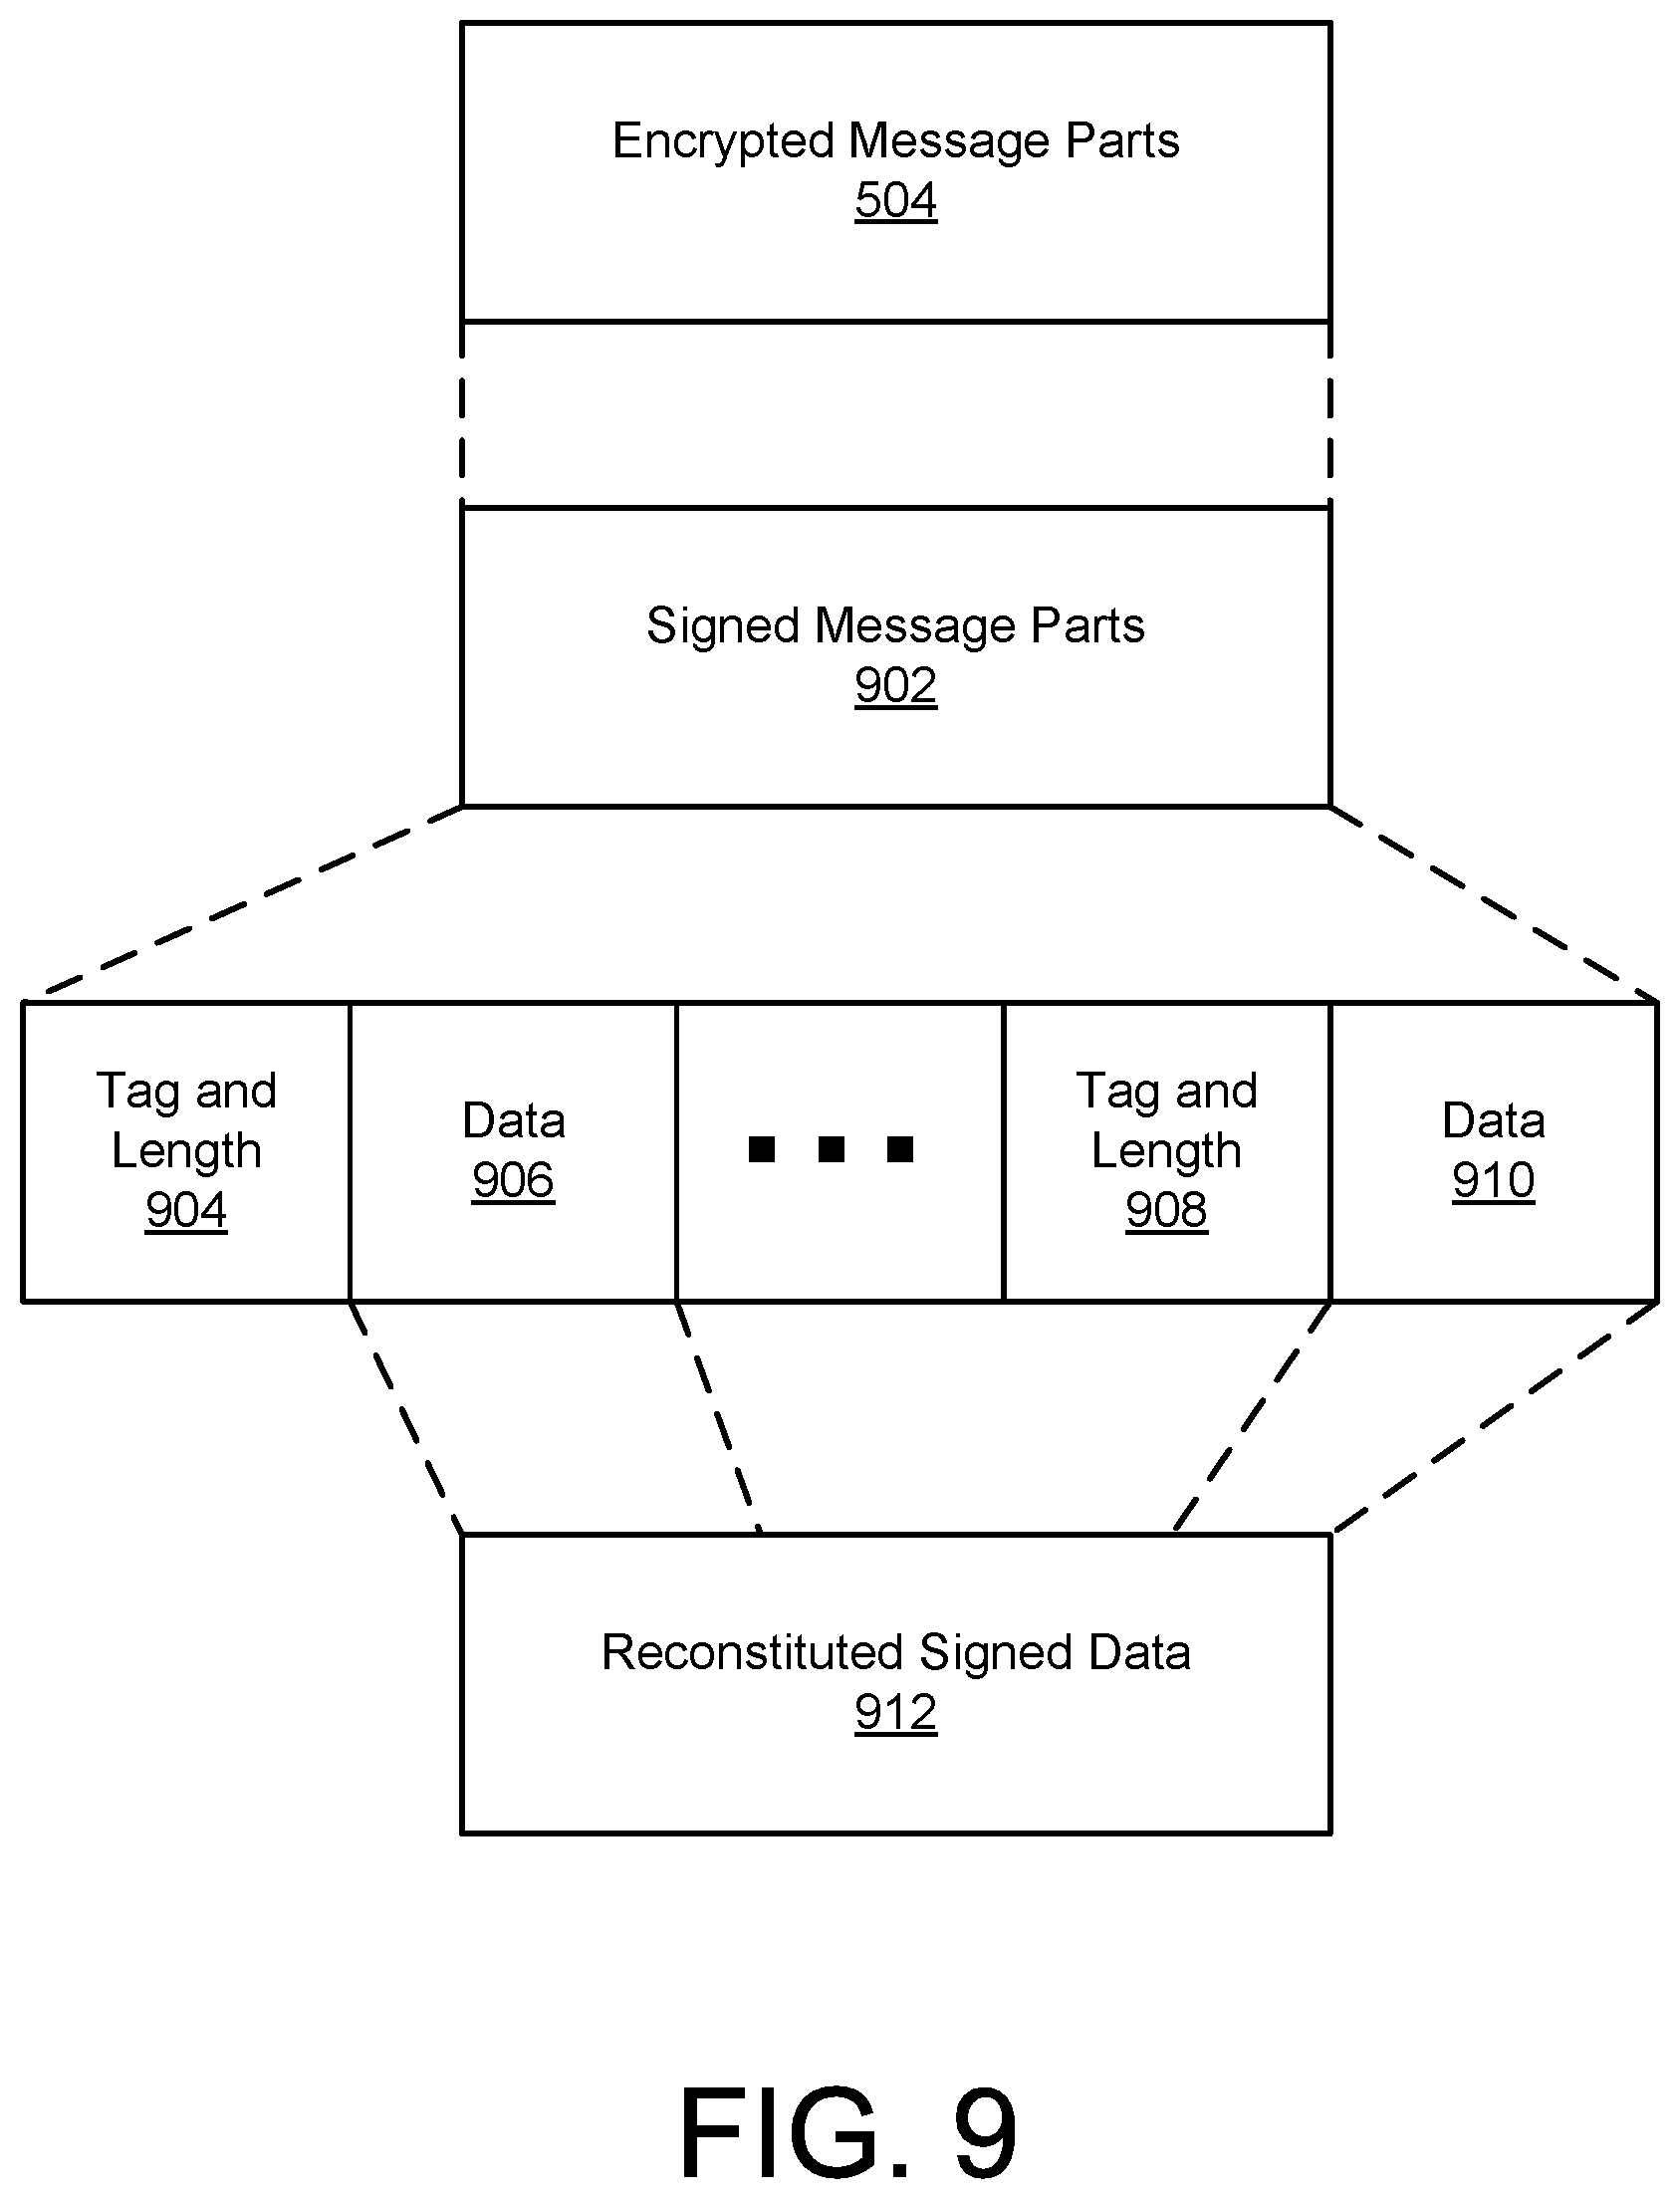 Encrypted Message Parts
504
Signed Message Parts
902
Tag and
Length
904
Data
906
Tag and
Length
908
Data
910
Reconstituted Signed Data
912
FIG. 9